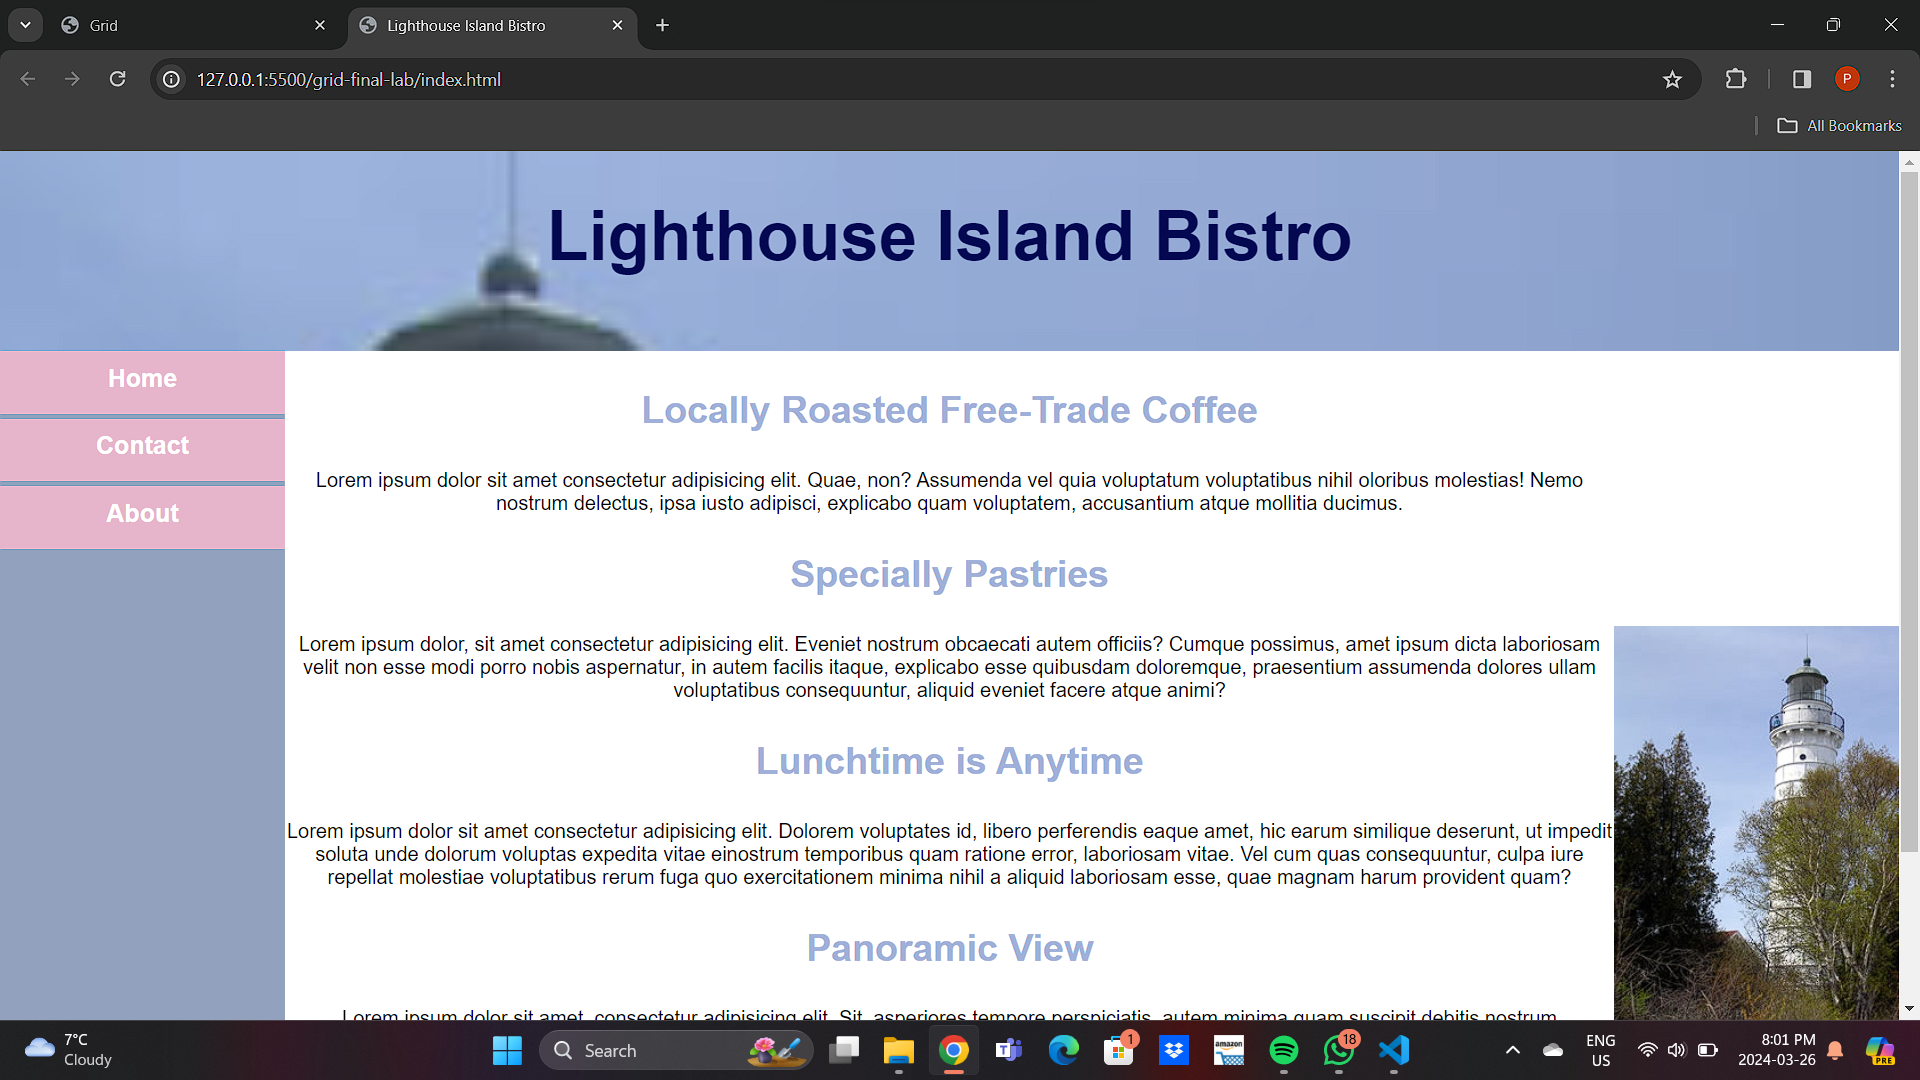 Grid
Lighthouse Island Bistro
127.0.0.1:5500/grid-final-lab/index.html
P
All Bookmarks
Lighthouse Island Bistro
Home
Contact
About
Locally Roasted Free-Trade Coffee
Lorem ipsum dolor sit amet consectetur adipisicing elit. Quae, non? Assumenda vel quia voluptatum voluptatibus nihil oloribus molestias! Nemo
nostrum delectus, ipsa iusto adipisci, explicabo quam voluptatem, accusantium atque mollitia ducimus.
Specially Pastries
Lorem ipsum dolor, sit amet consectetur adipisicing elit. Eveniet nostrum obcaecati autem officiis? Cumque possimus, amet ipsum dicta laboriosam
velit non esse modi porro nobis aspernatur, in autem facilis itaque, explicabo esse quibusdam doloremque, praesentium assumenda dolores ullam
voluptatibus consequuntur, aliquid eveniet facere atque animi?
Lunchtime is Anytime
Lorem ipsum dolor sit amet consectetur adipisicing elit. Dolorem voluptates id, libero perferendis eaque amet, hic earum similique deserunt, ut impedit
soluta unde dolorum voluptas expedita vitae einostrum temporibus quam ratione error, laboriosam vitae. Vel cum quas consequuntur, culpa iure
repellat molestiae voluptatibus rerum fuga quo exercitationem minima nihil a aliquid laboriosam esse, quae magnam harum provident quam?
Panoramic View
Lorem ipsum dolor sit amet, consectetur adipisicing elit. Sit, asperiores tempore perspiciatis, autem minima quam suscipit debitis nostrum
7°C
Cloudy
Search
T
1
amazon
18
ENG
US
8:01 PM
2024-03-26
PRE